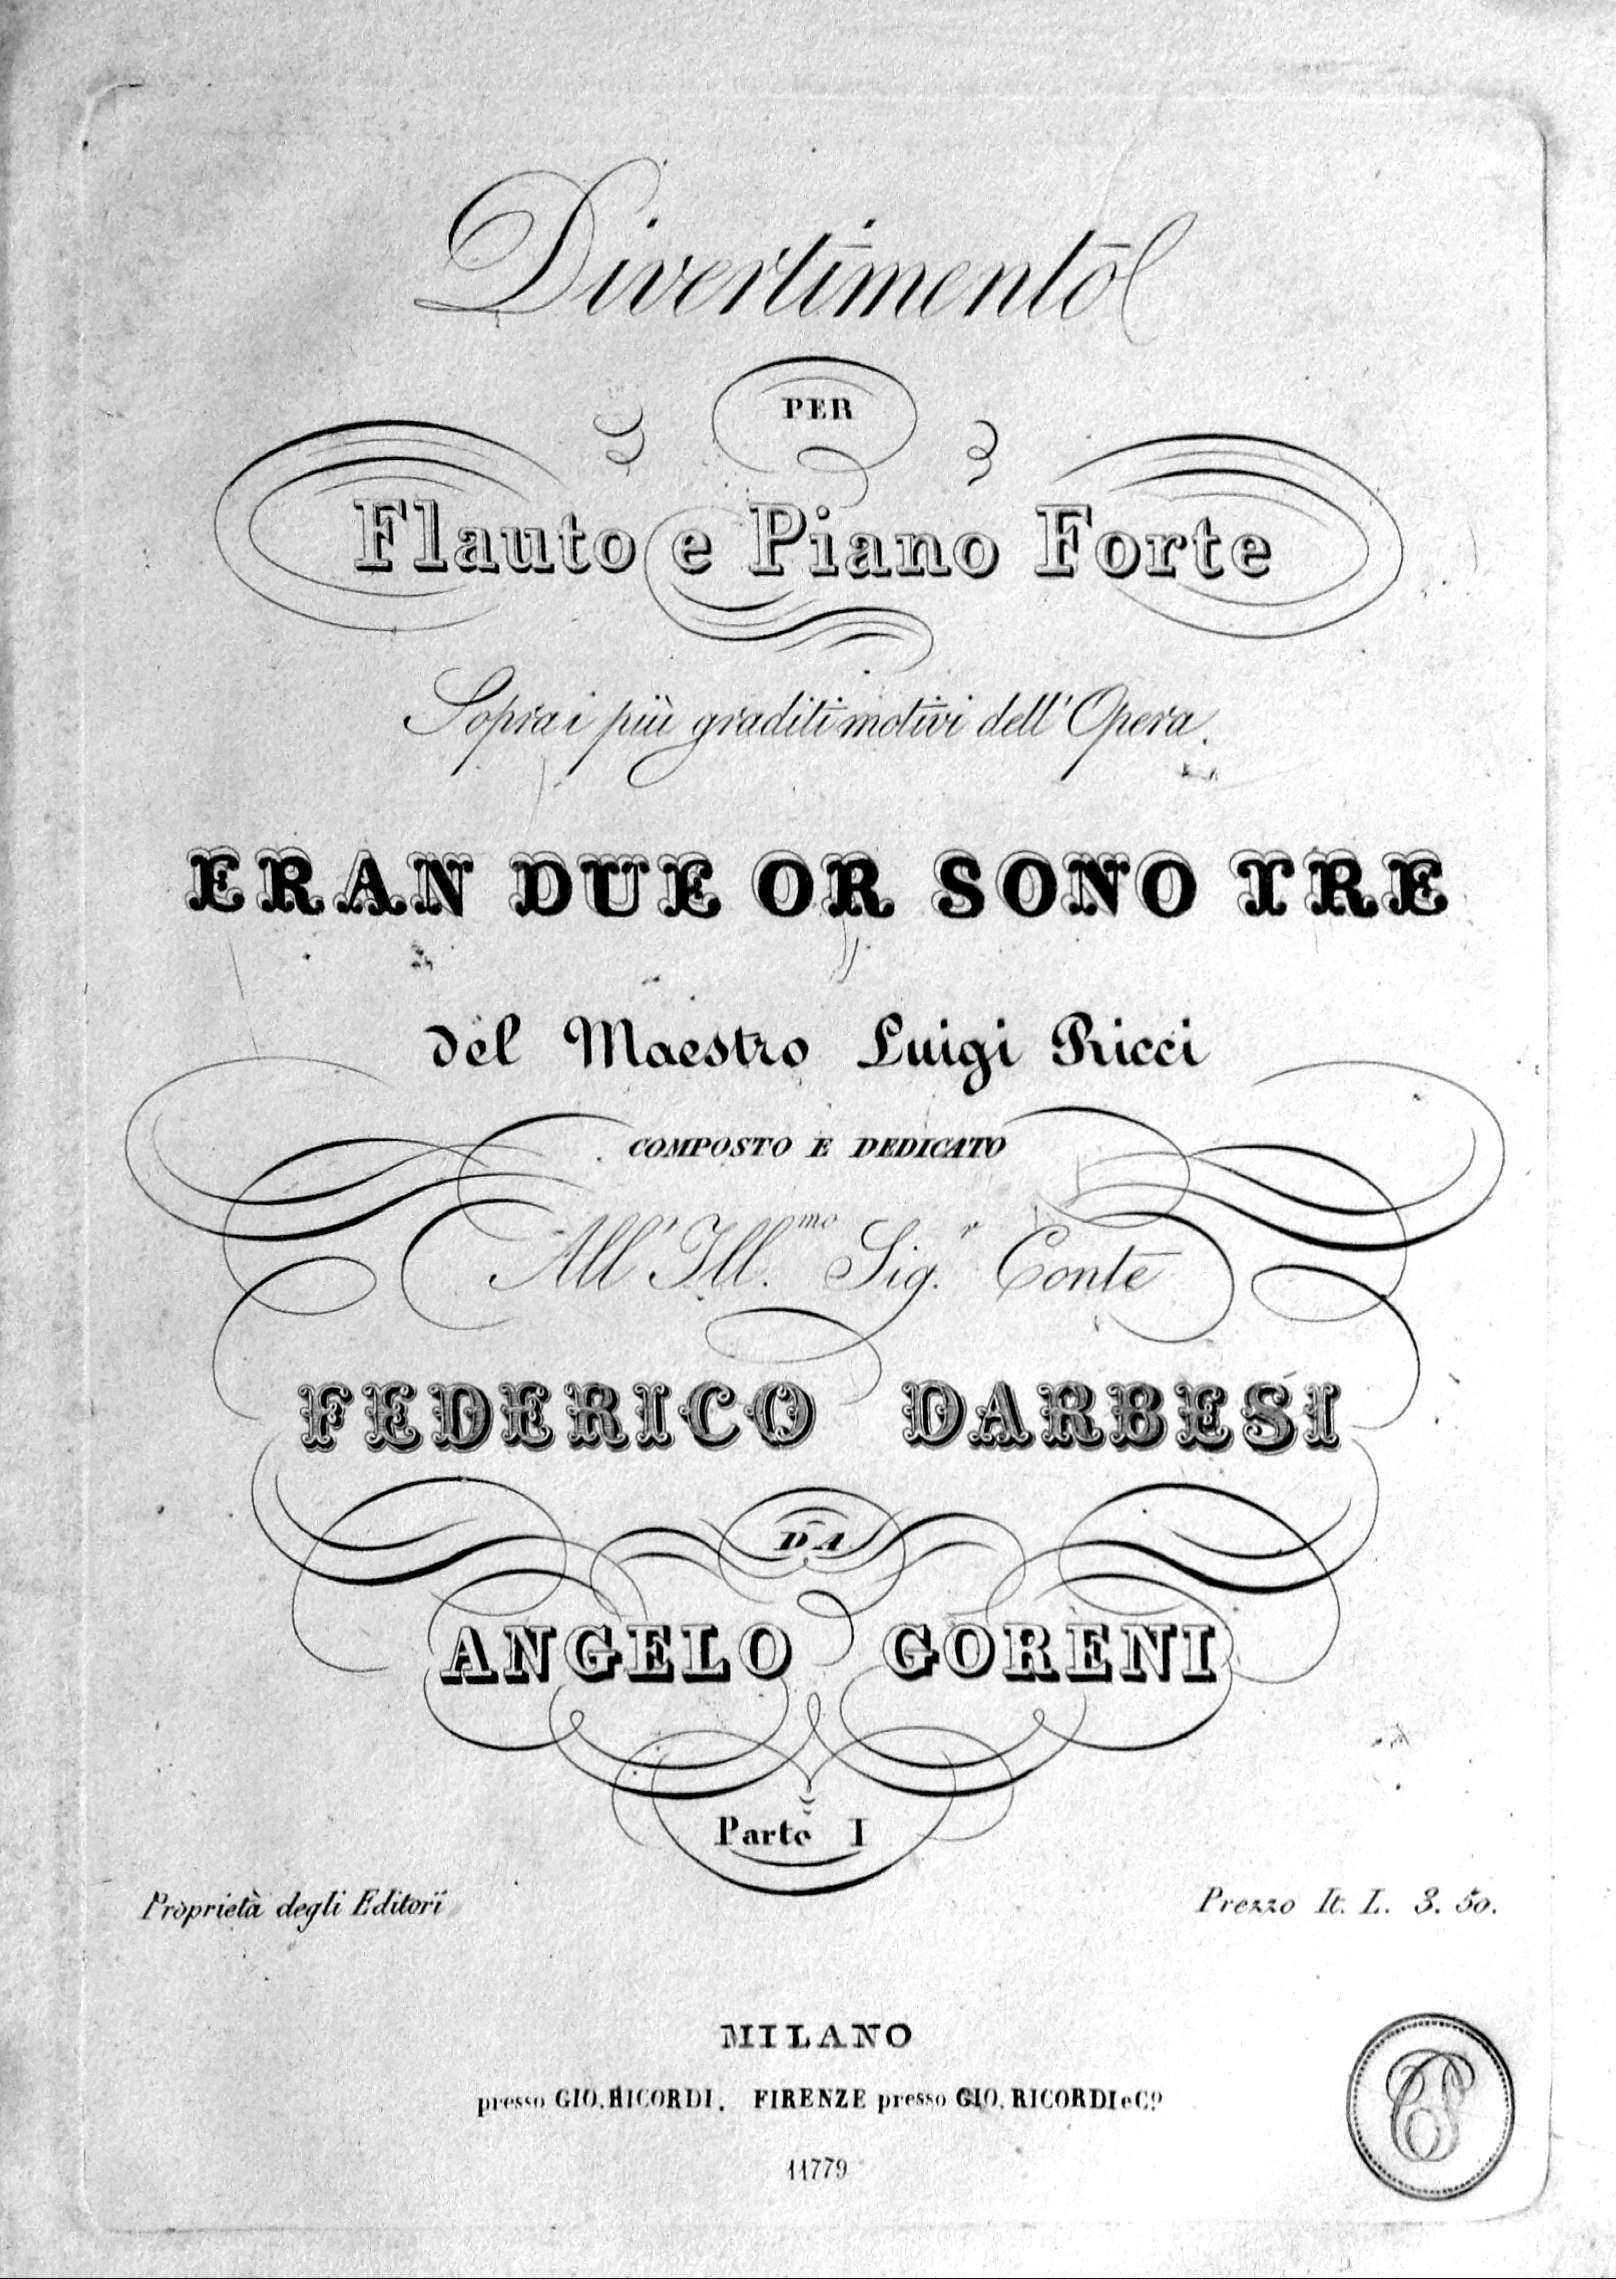 Divertimento
PER
Flauto e Piano Forte
Sopra i più graditi motivi dell' Opera.
ERAN DUE OR SONO TRE
del Maestro Luigi Ricci
COMPOSTO E DEDICATO
All' Ill.mo Sig.r Conte
FEDERICO DARBESI
DA
ANGELO GORENI
Parte I
Proprietà degli Editori
Prezzo It. L. 3. 50.
MILANO
presso GIO. RICORDI. FIRENZE presso GIO. RICORDI e Co.
11779